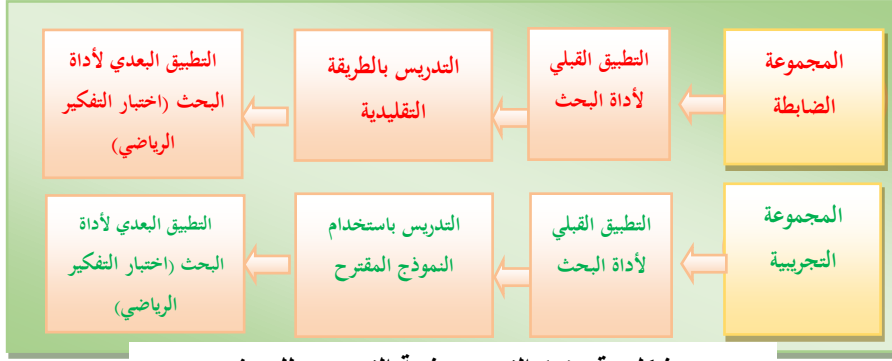 المجموعة
الضابطة
التطبيق القبلي
لأداة البحث
التدريس بالطريقة
التقليدية
التطبيق البعدي لأداة
البحث (اختبار التفكير
الرياضي)
المجموعة
التجريبية
التطبيق القبلي
لأداة البحث
التدريس باستخدام
النموذج المقترح
التطبيق البعدي لأداة
البحث (اختبار التفكير
الرياضي)